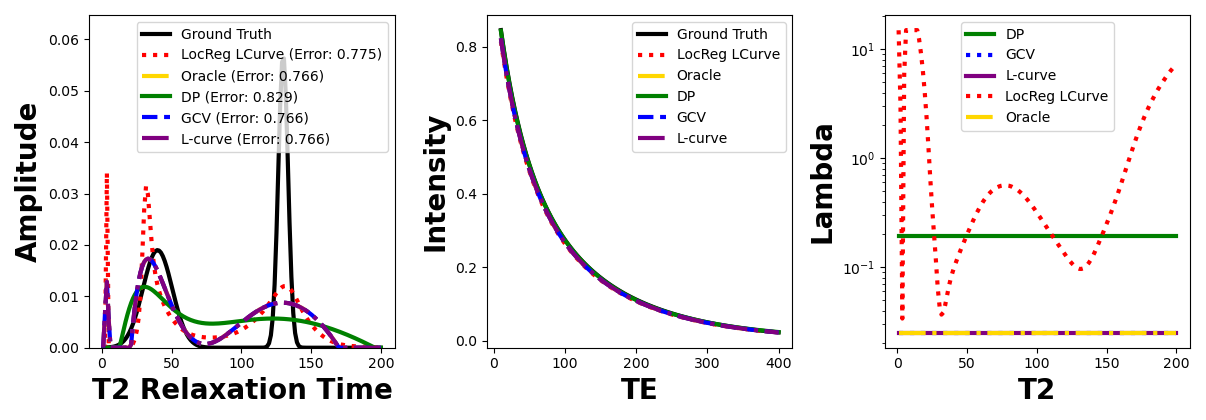 Amplitude
0.06
0.05
0.04
0.03
0.02
0.01
0.00
0
50
100
150
200
T2 Relaxation Time
Ground Truth
LocReg LCurve (Error: 0.775)
Oracle (Error: 0.766)
DP (Error: 0.829)
GCV (Error: 0.766)
L-curve (Error: 0.766)
Intensity
0.8
0.6
0.4
0.2
0.0
0
100
200
300
400
TE
Ground Truth
LocReg LCurve
Oracle
DP
GCV
L-curve
Lambda
10¹
10⁰
10⁻¹
0
50
100
150
200
T2
DP
GCV
L-curve
LocReg LCurve
Oracle